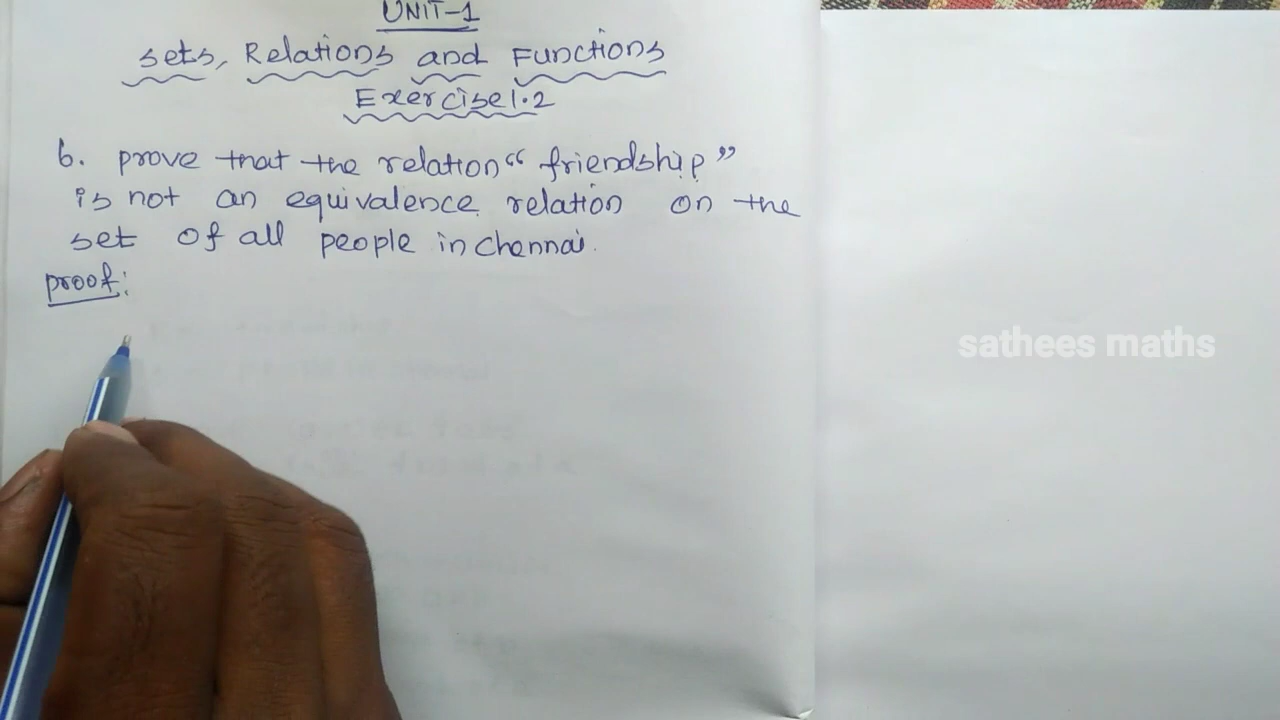 UNIT-1
sets, Relations and Functions
Exercise 1.2
6. prove that the relation "friendship"
is not an equivalence relation on the
set of all people in chennai.
proof:
sathees maths